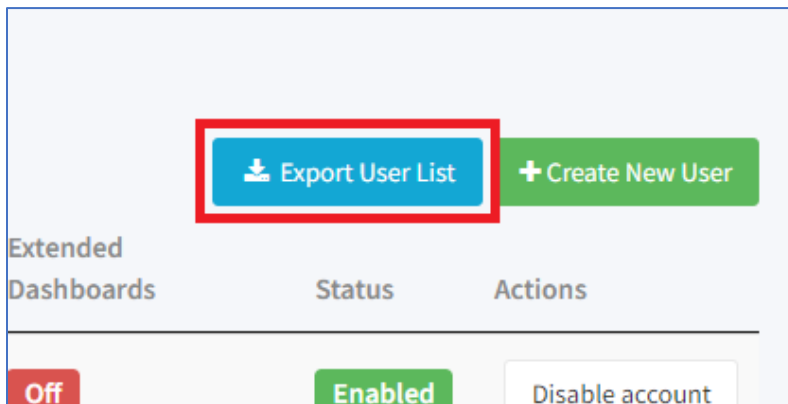 Export User List
Create New User
Extended
Dashboards
Status
Actions
Off
Enabled
Disable account